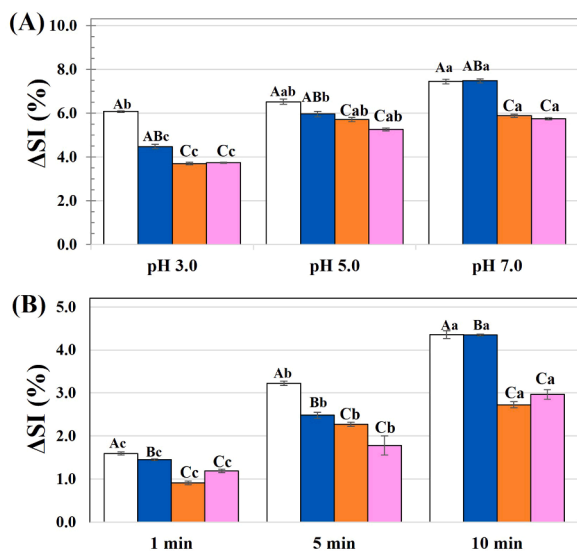 (A)
10.0
8.0
6.0
4.0
2.0
0.0
ΔSI (%)
Ab
ABc
Cc
Cc
Aab
ABb
Cab
Cab
Aa
ABa
Ca
Ca
pH 3.0
pH 5.0
pH 7.0
(B)
5.0
4.0
3.0
2.0
1.0
0.0
ΔSI (%)
Ac
Bc
Cc
Cc
Ab
Bb
Cb
Cb
Aa
Ba
Ca
Ca
1 min
5 min
10 min